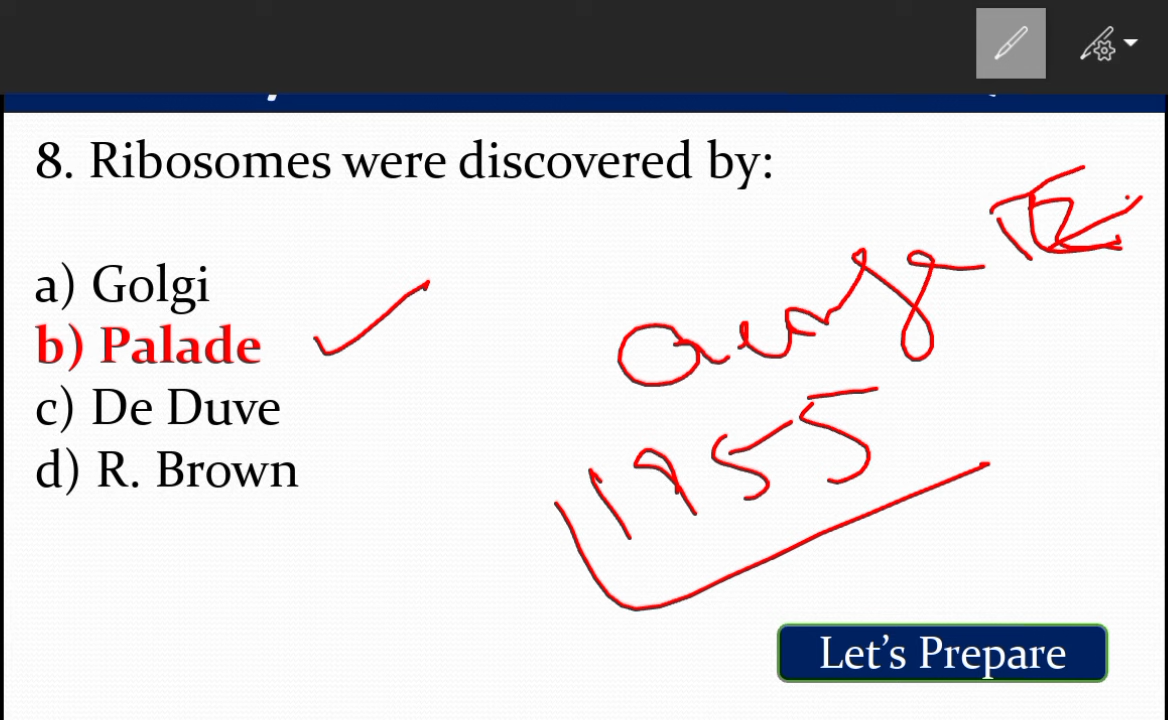 8. Ribosomes were discovered by:
a) Golgi
b) Palade
c) De Duve
d) R. Brown
1955
Let's Prepare